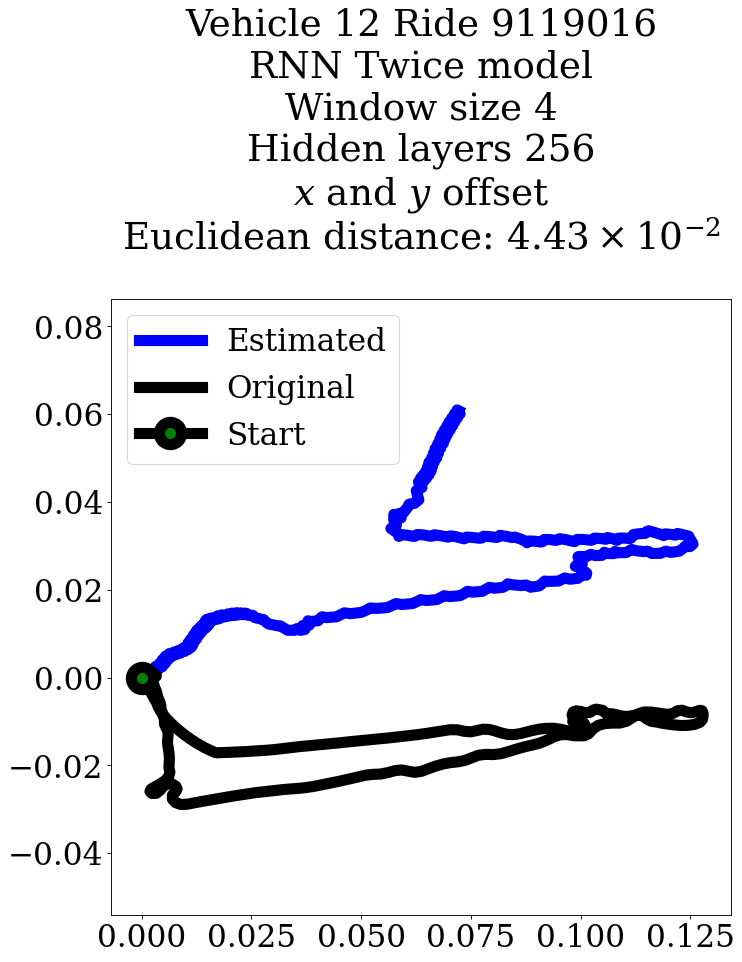 Vehicle 12 Ride 9119016
RNN Twice model
Window size 4
Hidden layers 256
x and y offset
Euclidean distance: 4.43 × 10⁻²
Estimated
Original
Start
0.08
0.06
0.04
0.02
0.00
−0.02
−0.04
0.000 0.025 0.050 0.075 0.100 0.125